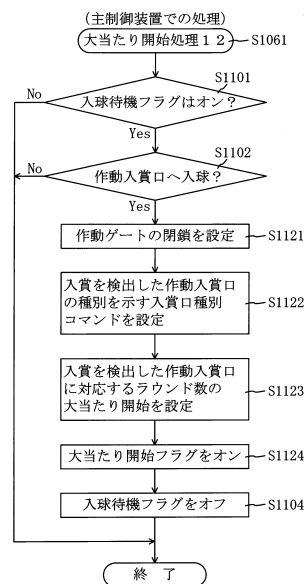 (主制御装置での処理)
大当たり開始処理12
S1061
S1101
No
入球待機フラグはオン?
Yes
S1102
No
作動入賞口へ入球?
Yes
作動ゲートの閉鎖を設定
S1121
入賞を検出した作動入賞口
の種別を示す入賞口種別
コマンドを設定
S1122
入賞を検出した作動入賞口
に対応するラウンド数の
大当たり開始を設定
S1123
大当たり開始フラグをオン
S1124
入球待機フラグをオフ
S1104
終了